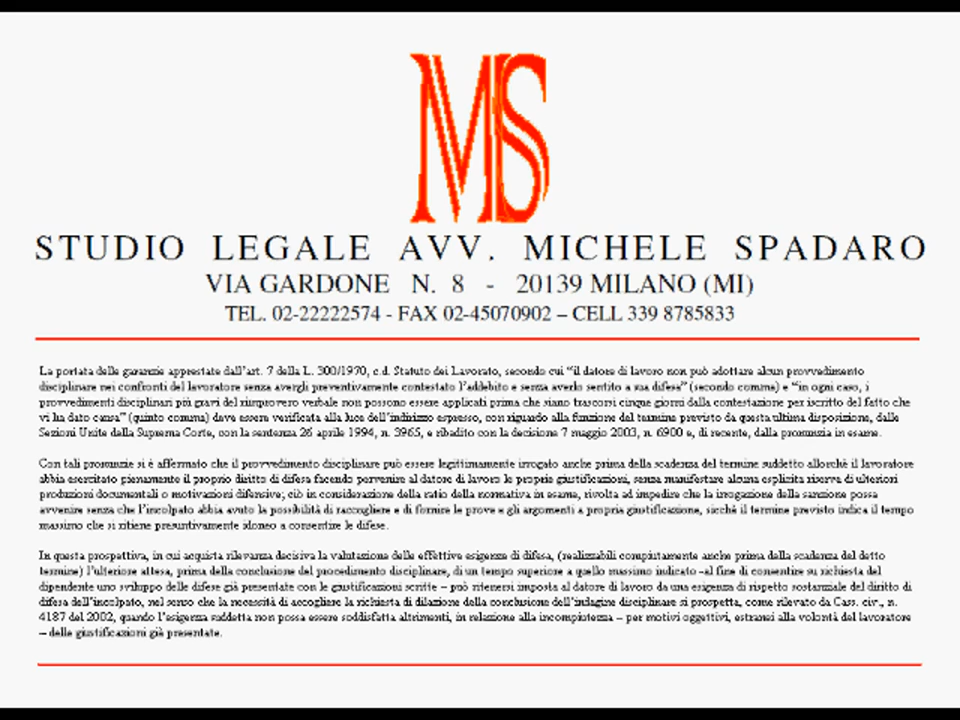 MS
STUDIO LEGALE AVV. MICHELE SPADARO
VIA GARDONE N. 8 - 20139 MILANO (MI)
TEL. 02-22222574 - FAX 02-45070902 – CELL 339 8785833
La portata delle garanzie apprestate dall'art. 7 della L. 300/1970, c.d. Statuto dei Lavorato, secondo cui "il datore di lavoro non può adottare alcun provvedimento
disciplinare nei confronti del lavoratore senza avergli preventivamente contestato l'addebito e senza averlo sentito a sua difesa" (secondo comma) e "in ogni caso, i
provvedimenti disciplinari più gravi del rimprovero verbale non possono essere applicati prima che siano trascorsi cinque giorni dalla contestazione per iscritto del fatto che
vi ha dato causa" (quinto comma) deve essere verificata alla luce dell'indirizzo espresso, con riguardo alla funzione del termine previsto da questa ultima disposizione, dalle
Sezioni Unite della Suprema Corte, con la sentenza 26 aprile 1994, n. 3965, e ribadito con la decisione 7 maggio 2003, n. 6900 e, di recente, dalla pronunzia in esame.
Con tali pronunzie si è affermato che il provvedimento disciplinare può essere legittimamente irrogato anche prima della scadenza del termine suddetto allorchè il lavoratore
abbia esercitato pienamente il proprio diritto di difesa facendo pervenire al datore di lavoro le proprie giustificazioni, senza manifestare alcuna esplicita riserva di ulteriori
produzioni documentali o motivazioni difensive; ciò in considerazione della ratio della normativa in esame, rivolta ad impedire che la irrogazione della sanzione possa
avvenire senza che l'incolpato abbia avuto la possibilità di raccogliere e di fornire le prove e gli argomenti a propria giustificazione, sicchè il termine previsto indica il tempo
massimo che si ritiene presuntivamente idoneo a consentire le difese.
In questa prospettiva, in cui acquista rilevanza decisiva la valutazione delle effettive esigenze di difesa, (realizzabili compiutamente anche prima della scadenza del detto
termine) l'ulteriore attesa, prima della conclusione del procedimento disciplinare, di un tempo superiore a quello massimo indicato –al fine di consentire su richiesta del
dipendente uno sviluppo delle difese già presentate con le giustificazioni scritte – può ritenersi imposta al datore di lavoro da una esigenza di rispetto sostanziale del diritto di
difesa dell'incolpato, nel senso che la necessità di accogliere la richiesta di dilazione della conclusione dell'indagine disciplinare si prospetta, come rilevato da Cass. civ., n.
4187 del 2002, quando l'esigenza suddetta non possa essere soddisfatta altrimenti, in relazione alla incompiutezza – per motivi oggettivi, estranei alla volontà del lavoratore
– delle giustificazioni già presentate.